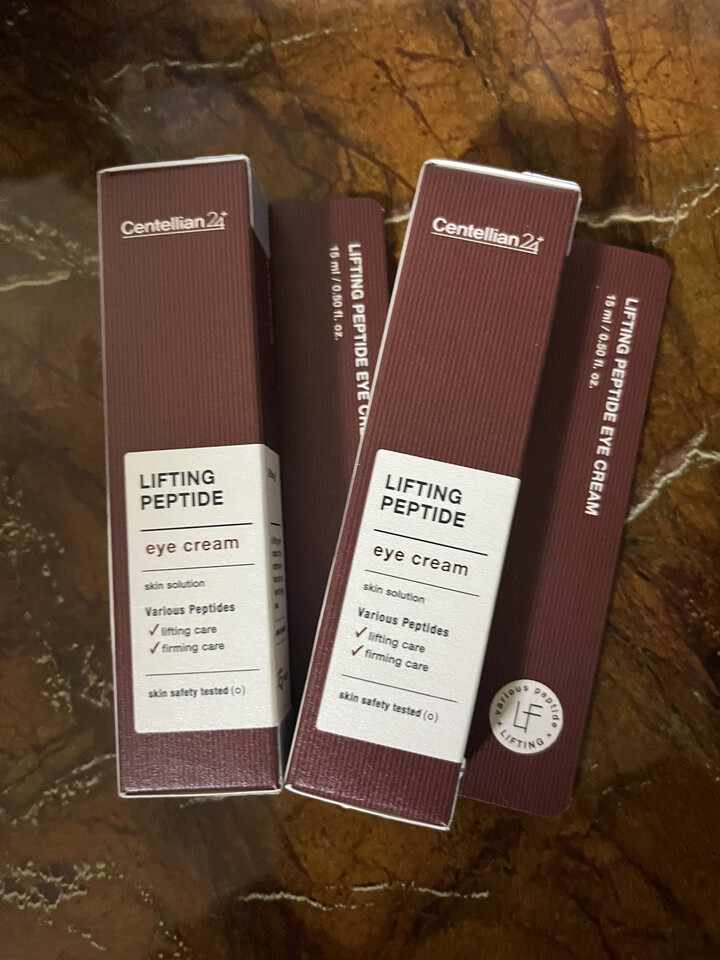 Centellian24+
LIFTING
PEPTIDE
eye cream
skin solution
Various Peptides
✓ lifting care
✓ firming care
skin safety tested (o)
LIFTING PEPTIDE EYE
15 ml / 0.50 fl. oz.
Centellian24+
LIFTING
PEPTIDE
eye cream
skin solution
Various Peptides
✓ lifting care
✓ firming care
skin safety tested (o)
LIFTING PEPTIDE EYE CREAM
15 ml / 0.50 fl. oz.
various peptide
LF
LIFTING